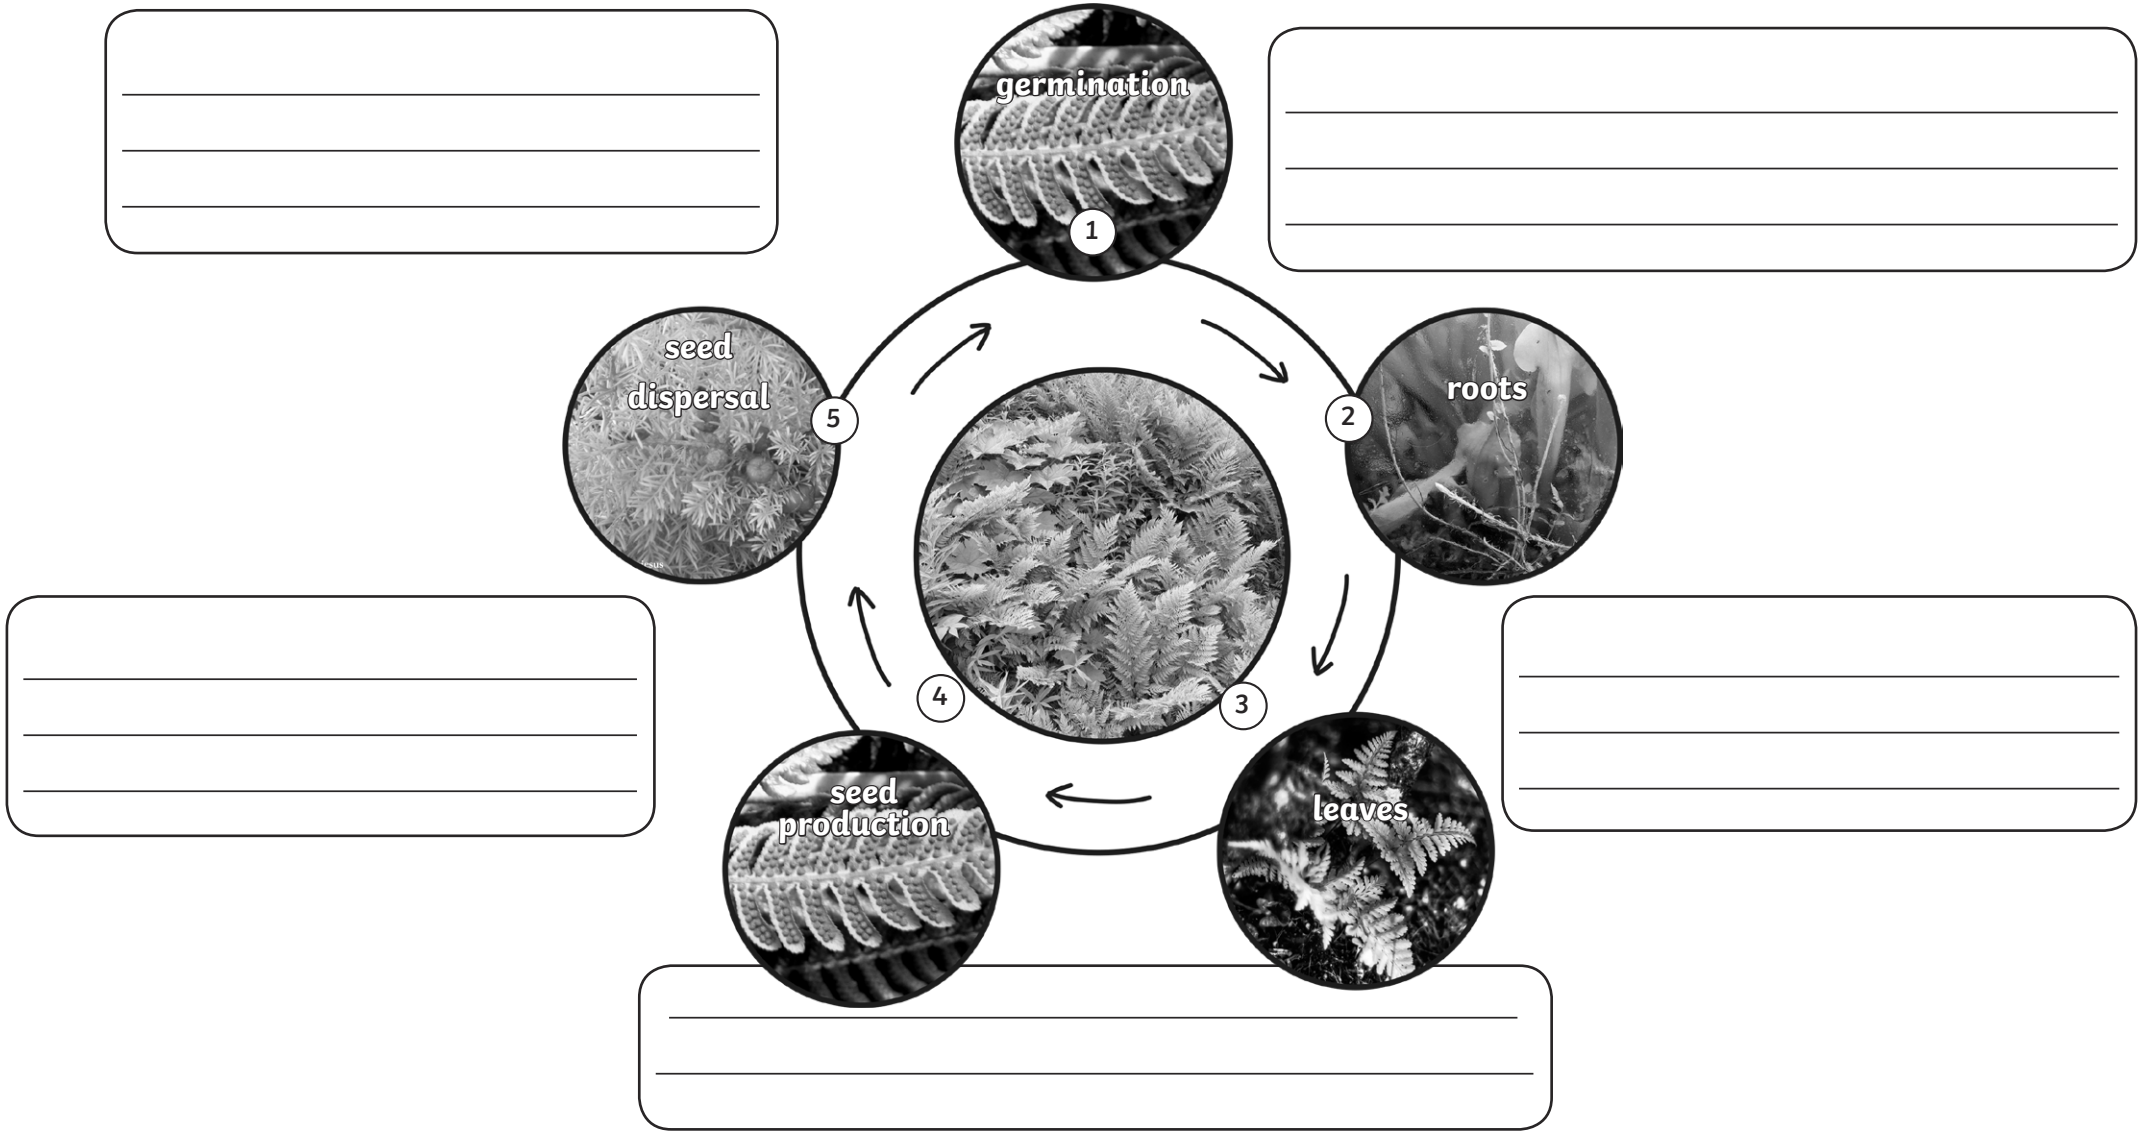 germination
1
2
roots
3
leaves
4
seed
production
5
seed
dispersal